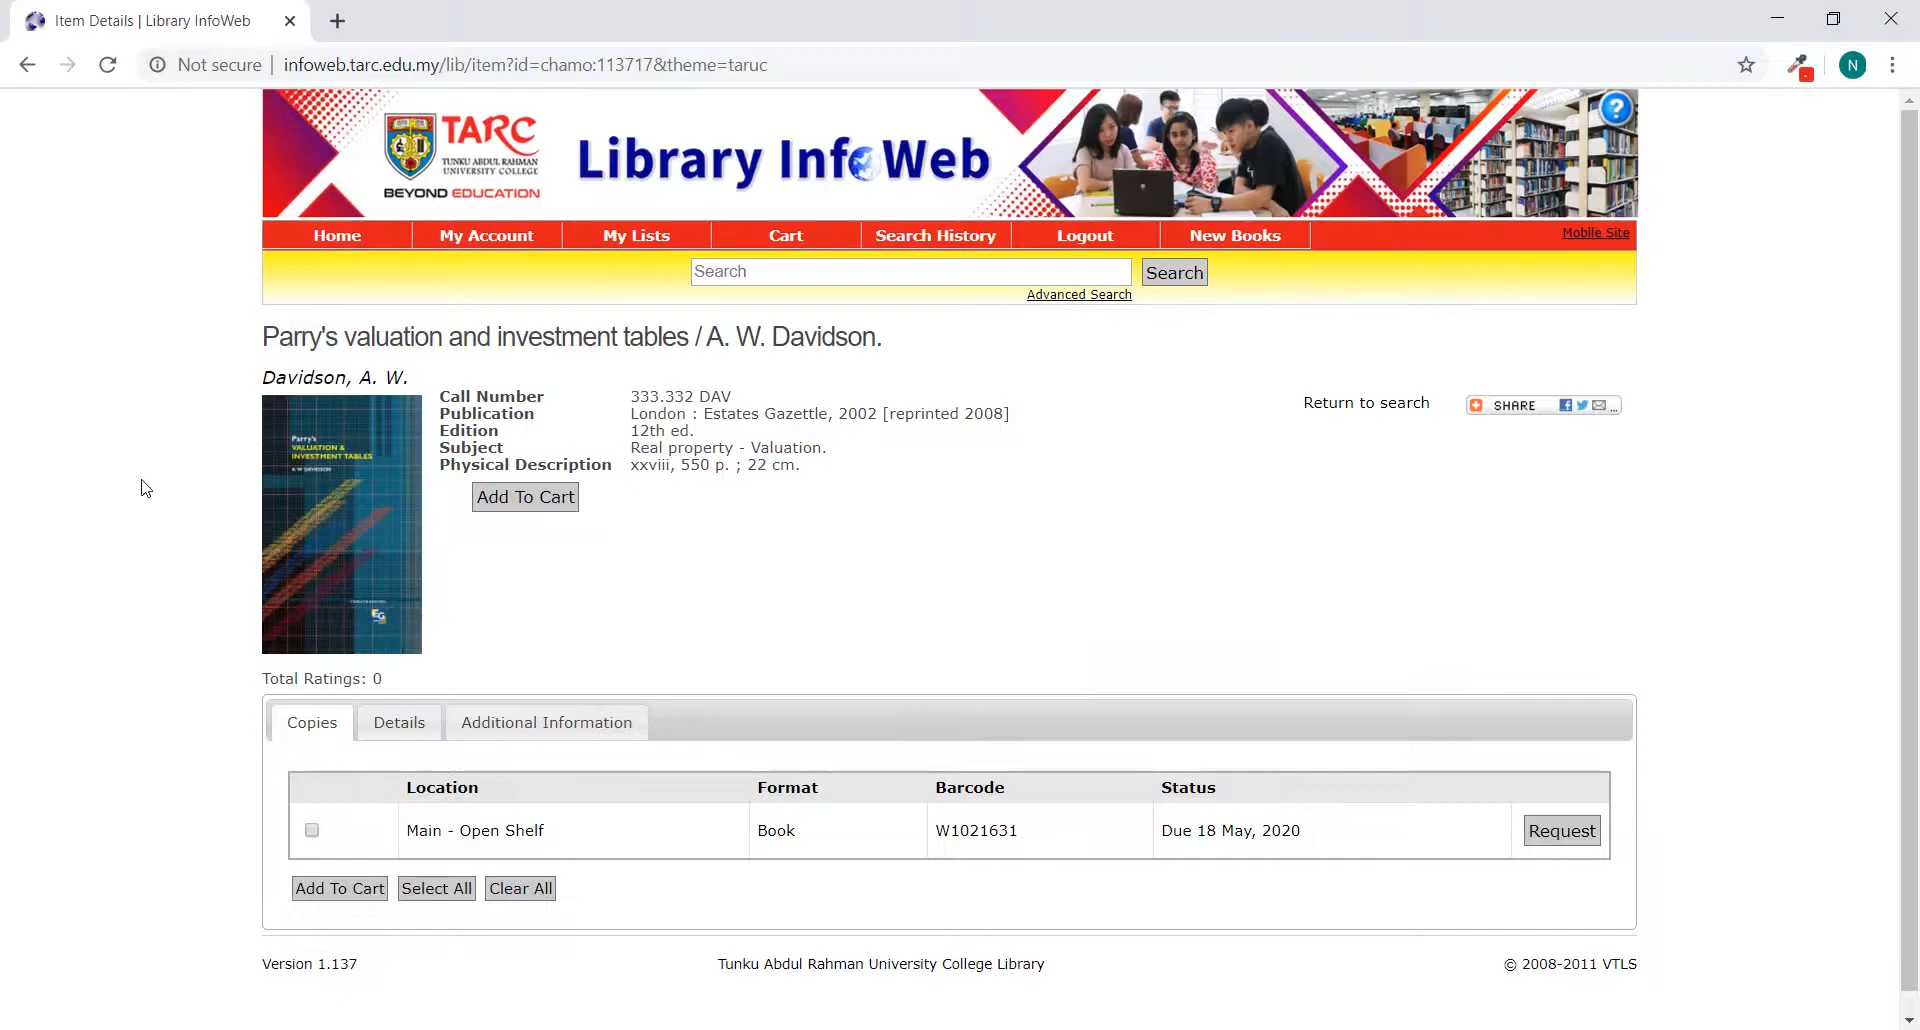 Item Details | Library InfoWeb
Not secure | infoweb.tarc.edu.my/lib/item?id=chamo:113717&theme=taruc
N
TARC
TUNKU ABDUL RAHMAN
UNIVERSITY COLLEGE
BEYOND EDUCATION
Library InfoWeb
?
Home My Account My Lists Cart Search History Logout New Books Mobile Site
Search Search
Advanced Search
Parry's valuation and investment tables / A. W. Davidson.
Davidson, A. W.
Parry's
VALUATION &
INVESTMENT TABLES
A W DAVIDSON
EG
Call Number 333.332 DAV
Publication London : Estates Gazettle, 2002 [reprinted 2008]
Edition 12th ed.
Subject Real property - Valuation.
Physical Description xxviii, 550 p. ; 22 cm.
Add To Cart
Return to search SHARE ...
Total Ratings: 0
Copies Details Additional Information
Location Format Barcode Status
Main - Open Shelf Book W1021631 Due 18 May, 2020 Request
Add To Cart Select All Clear All
Version 1.137 Tunku Abdul Rahman University College Library © 2008-2011 VTLS